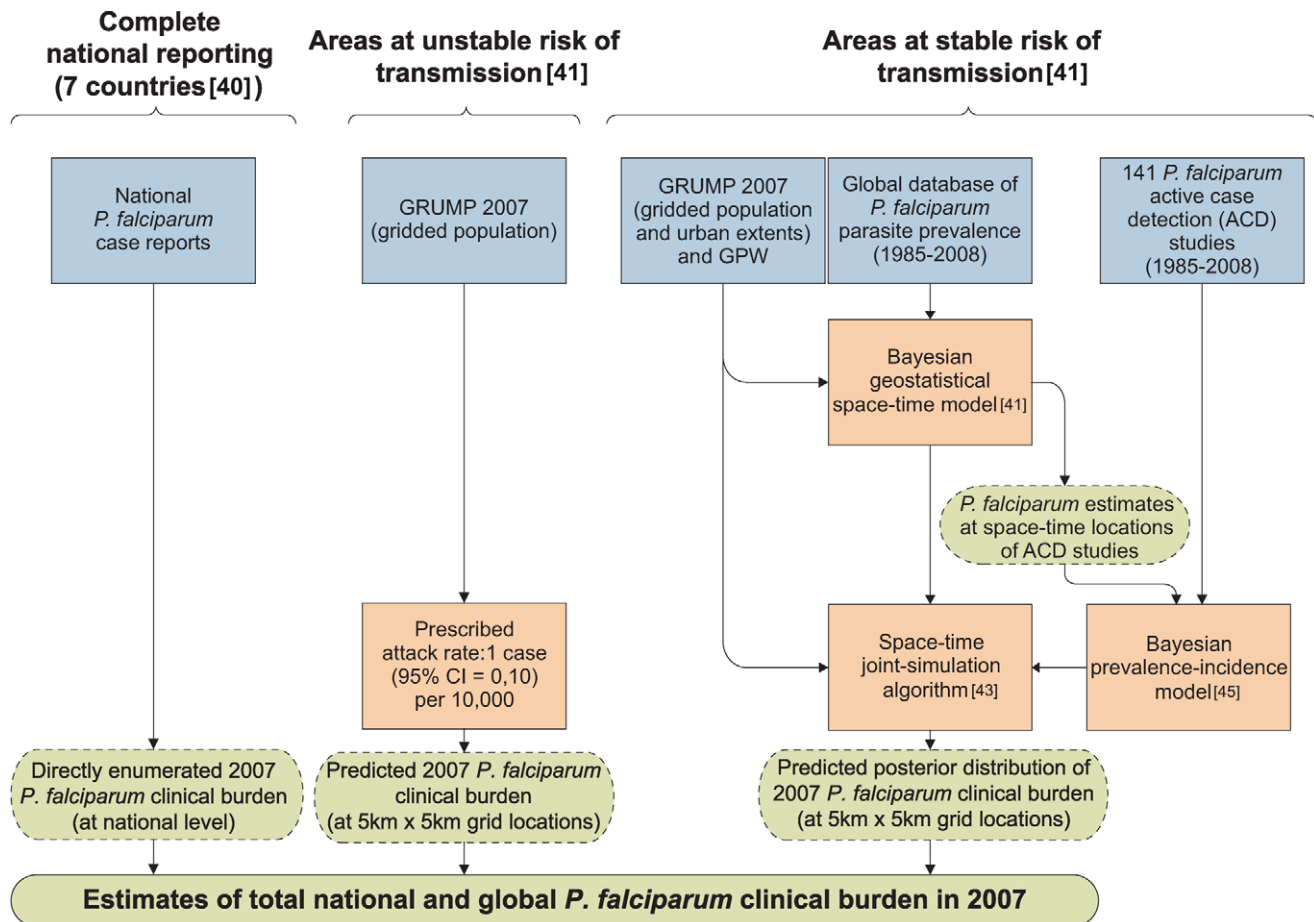 Complete
national reporting
(7 countries[40])
Areas at unstable risk of
transmission[41]
Areas at stable risk of
transmission[41]
National
P. falciparum
case reports
GRUMP 2007
(gridded population)
GRUMP 2007
(gridded population
and urban extents)
and GPW
Global database of
P. falciparum
parasite prevalence
(1985-2008)
141 P. falciparum
active case
detection (ACD)
studies
(1985-2008)
Bayesian
geostatistical
space-time model[41]
P. falciparum estimates
at space-time locations
of ACD studies
Prescribed
attack rate:1 case
(95% CI = 0,10)
per 10,000
Space-time
joint-simulation
algorithm[43]
Bayesian
prevalence-incidence
model[45]
Directly enumerated 2007
P. falciparum clinical burden
(at national level)
Predicted 2007 P. falciparum
clinical burden
(at 5km x 5km grid locations)
Predicted posterior distribution of
2007 P. falciparum clinical burden
(at 5km x 5km grid locations)
Estimates of total national and global P. falciparum clinical burden in 2007